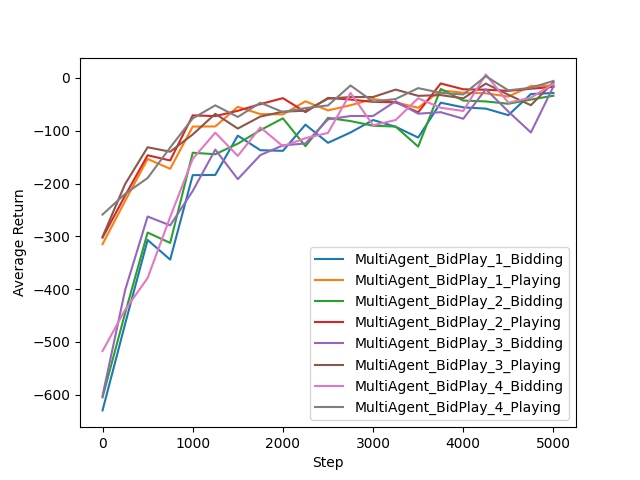 0
−100
−200
−300
−400
−500
−600
Average Return
MultiAgent_BidPlay_1_Bidding
MultiAgent_BidPlay_1_Playing
MultiAgent_BidPlay_2_Bidding
MultiAgent_BidPlay_2_Playing
MultiAgent_BidPlay_3_Bidding
MultiAgent_BidPlay_3_Playing
MultiAgent_BidPlay_4_Bidding
MultiAgent_BidPlay_4_Playing
0 1000 2000 3000 4000 5000
Step